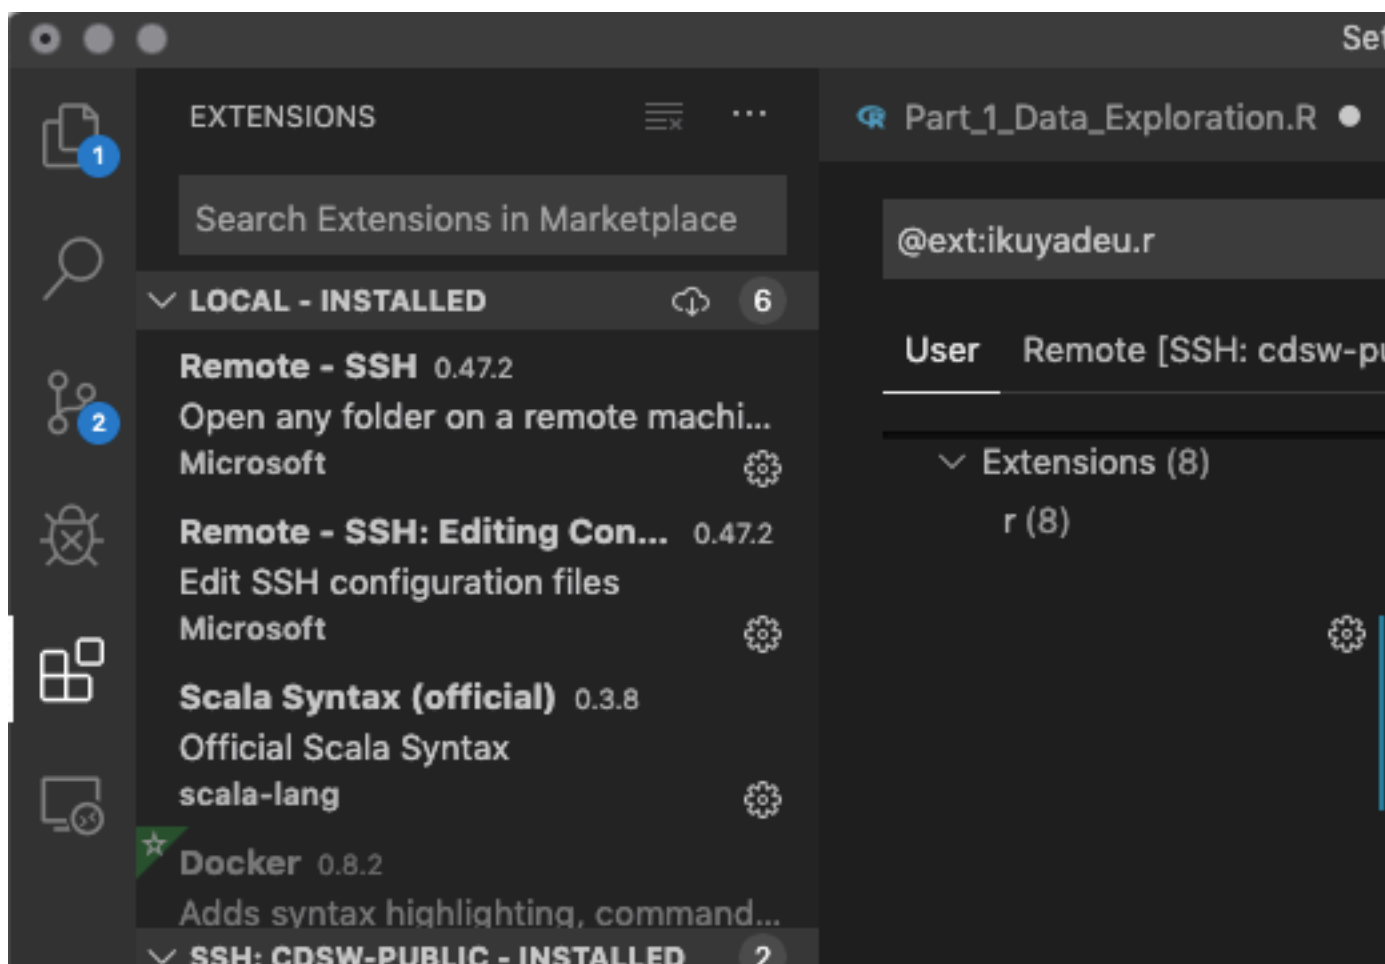 Set
EXTENSIONS
Part_1_Data_Exploration.R
1
Search Extensions in Marketplace
@ext:ikuyadeu.r
LOCAL - INSTALLED 6
User Remote [SSH: cdsw-pu
Remote - SSH 0.47.2
Open any folder on a remote machi...
Microsoft
2
Extensions (8)
r (8)
Remote - SSH: Editing Con... 0.47.2
Edit SSH configuration files
Microsoft
Scala Syntax (official) 0.3.8
Official Scala Syntax
scala-lang
Docker 0.8.2
Adds syntax highlighting, command...
SSH: CDSW-PUBLIC - INSTALLED 2